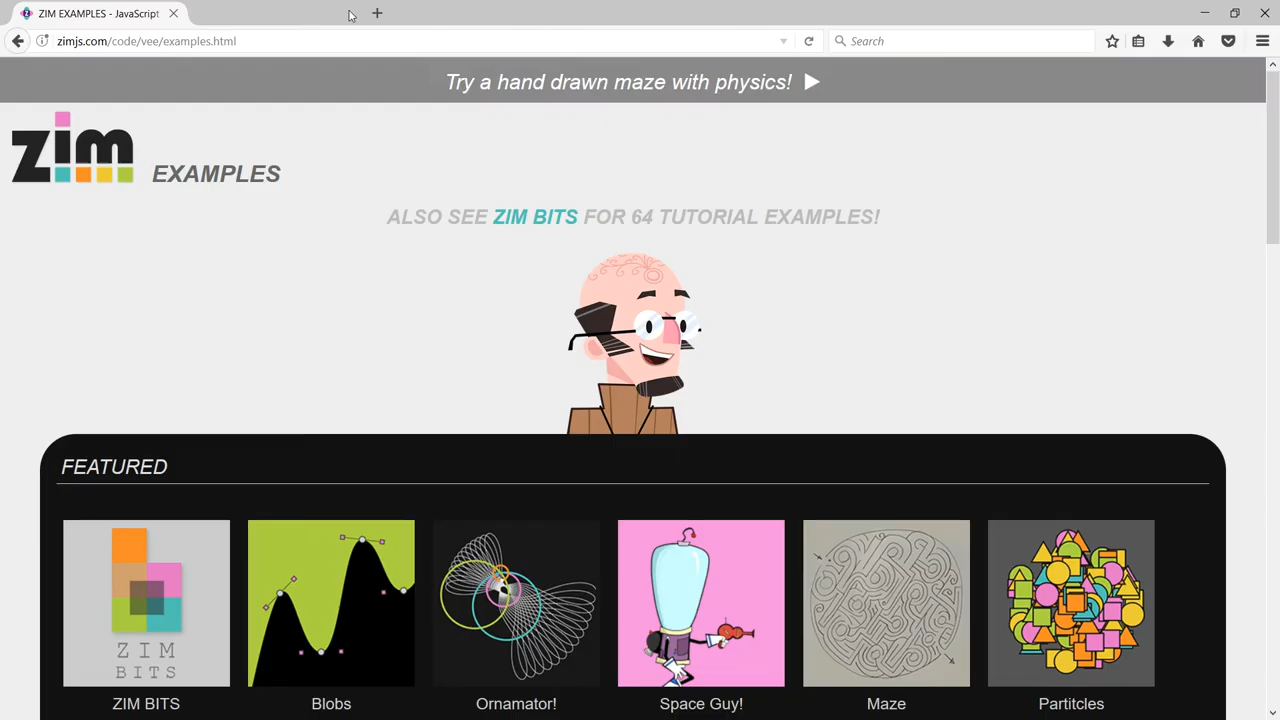 ZIM EXAMPLES - JavaScript
zimjs.com/code/vee/examples.html
Search
Try a hand drawn maze with physics!
zim EXAMPLES
ALSO SEE ZIM BITS FOR 64 TUTORIAL EXAMPLES!
FEATURED
ZIM
BITS
ZIM BITS
Blobs
Ornamator!
Space Guy!
Maze
Partitcles